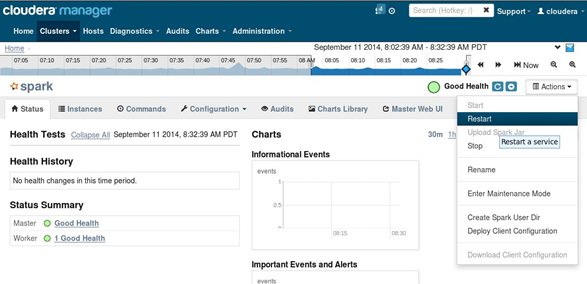 cloudera manager
4
Search (Hotkey: /)
Support
cloudera
Home
Clusters
Hosts
Diagnostics
Audits
Charts
Administration
Home
September 11 2014, 8:02:39 AM - 8:32:39 AM PDT
07:05 07:10 07:15 07:20 07:25 07:30 07:35 07:40 07:45 07:50 07:55 08 AM 08:05 08:10 08:15 08:20 08:25
Now
Spark
Good Health
Actions
Status
Instances
Commands
Configuration
Audits
Charts Library
Master Web UI
Start
Restart
Upload Spark Jar
Restart a service
Stop
Rename
Enter Maintenance Mode
Create Spark User Dir
Deploy Client Configuration
Download Client Configuration
Health Tests
Collapse All
September 11 2014, 8:32:39 AM PDT
Health History
No health changes in this time period.
Status Summary
Master Good Health
Worker 1 Good Health
Charts
30m
1h
Informational Events
events
1
0.5
08:15
08:30
Important Events and Alerts
events